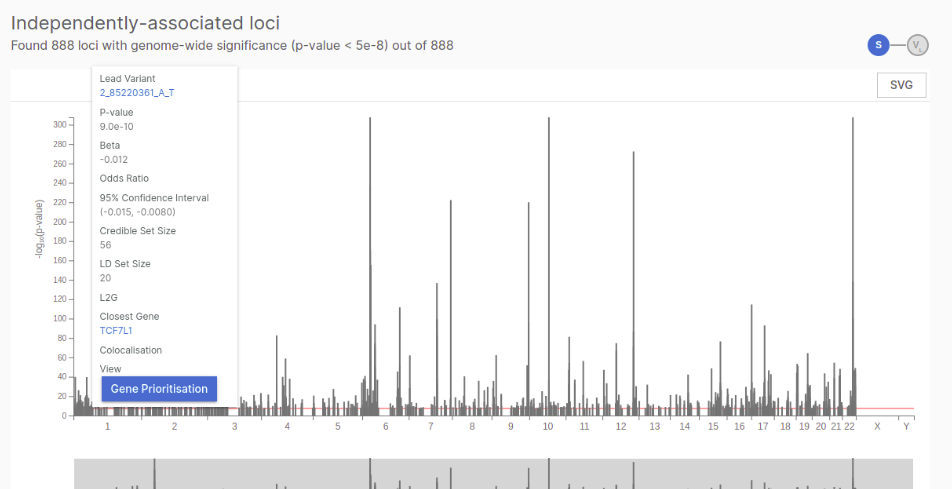 Independently-associated loci
Found 888 loci with genome-wide significance (p-value < 5e-8) out of 888
S
V
L
SVG
Lead Variant
2_85220361_A_T
P-value
9.0e-10
Beta
-0.012
Odds Ratio
95% Confidence Interval
(-0.015, -0.0080)
Credible Set Size
56
LD Set Size
20
L2G
Closest Gene
TCF7L1
Colocalisation
View
Gene Prioritisation
-log₁₀(p-value)
300
280
260
240
220
200
180
160
140
120
100
80
60
40
20
0
1 2 3 4 5 6 7 8 9 10 11 12 13 14 15 16 17 18 19 20 21 22 X Y